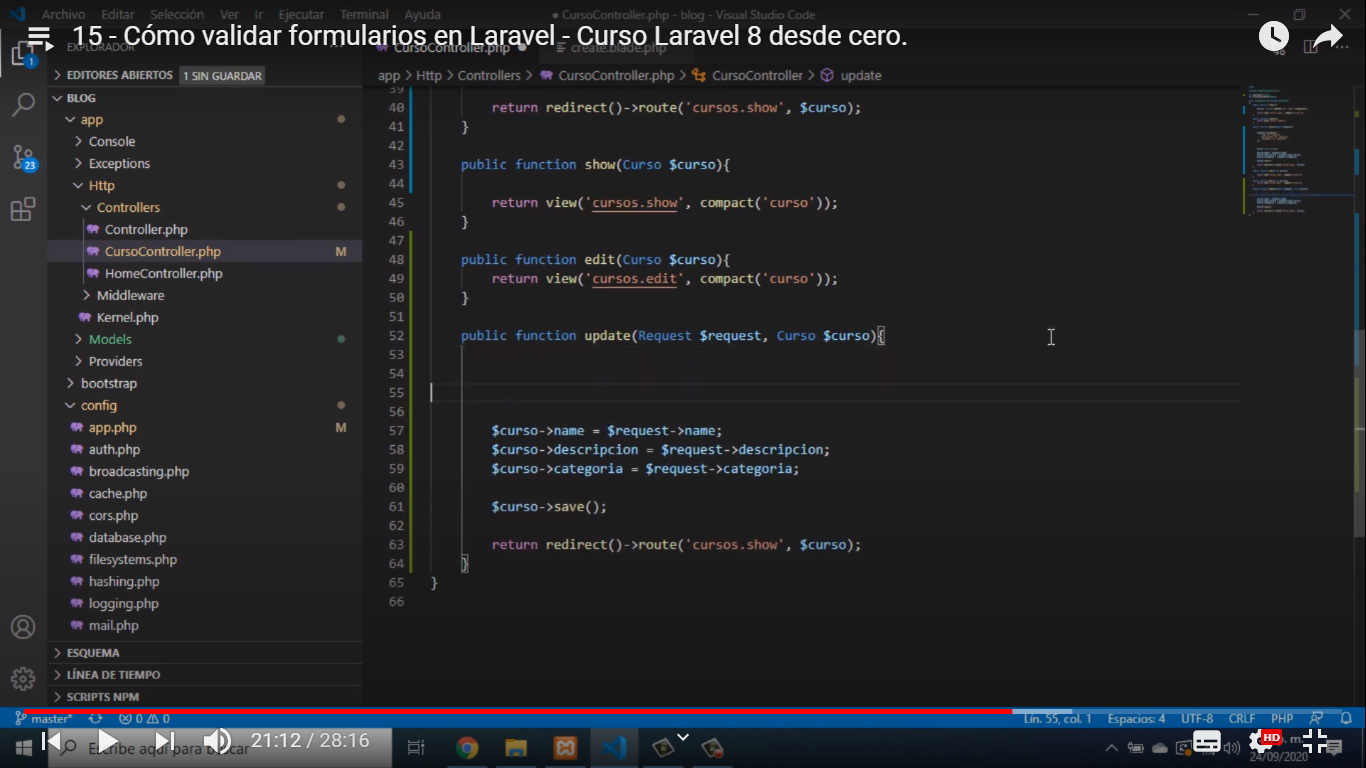 Archivo Editar Selección Ver Ir Ejecutar Terminal Ayuda
● CursoController.php - blog - Visual Studio Code
15 - Cómo validar formularios en Laravel - Curso Laravel 8 desde cero.
EXPLORADOR
CursoController.php ●
create.blade.php
EDITORES ABIERTOS 1 SIN GUARDAR
app > Http > Controllers > CursoController.php > CursoController > update
BLOG
app
Console
Exceptions
Http
Controllers
Controller.php
CursoController.php M
HomeController.php
Middleware
Kernel.php
Models
Providers
bootstrap
config
app.php M
auth.php
broadcasting.php
cache.php
cors.php
database.php
filesystems.php
hashing.php
logging.php
mail.php
ESQUEMA
LÍNEA DE TIEMPO
SCRIPTS NPM
1
23
39
40 return redirect()->route('cursos.show', $curso);
41 }
42
43 public function show(Curso $curso){
44
45 return view('cursos.show', compact('curso'));
46 }
47
48 public function edit(Curso $curso){
49 return view('cursos.edit', compact('curso'));
50 }
51
52 public function update(Request $request, Curso $curso){
53
54
55
56
57 $curso->name = $request->name;
58 $curso->descripcion = $request->descripcion;
59 $curso->categoria = $request->categoria;
60
61 $curso->save();
62
63 return redirect()->route('cursos.show', $curso);
64 }
65 }
66
master* 0 0 Lín. 55, col. 1 Espacios: 4 UTF-8 CRLF PHP
Escribe aquí para buscar
21:12 / 28:16
HD
24/09/2020